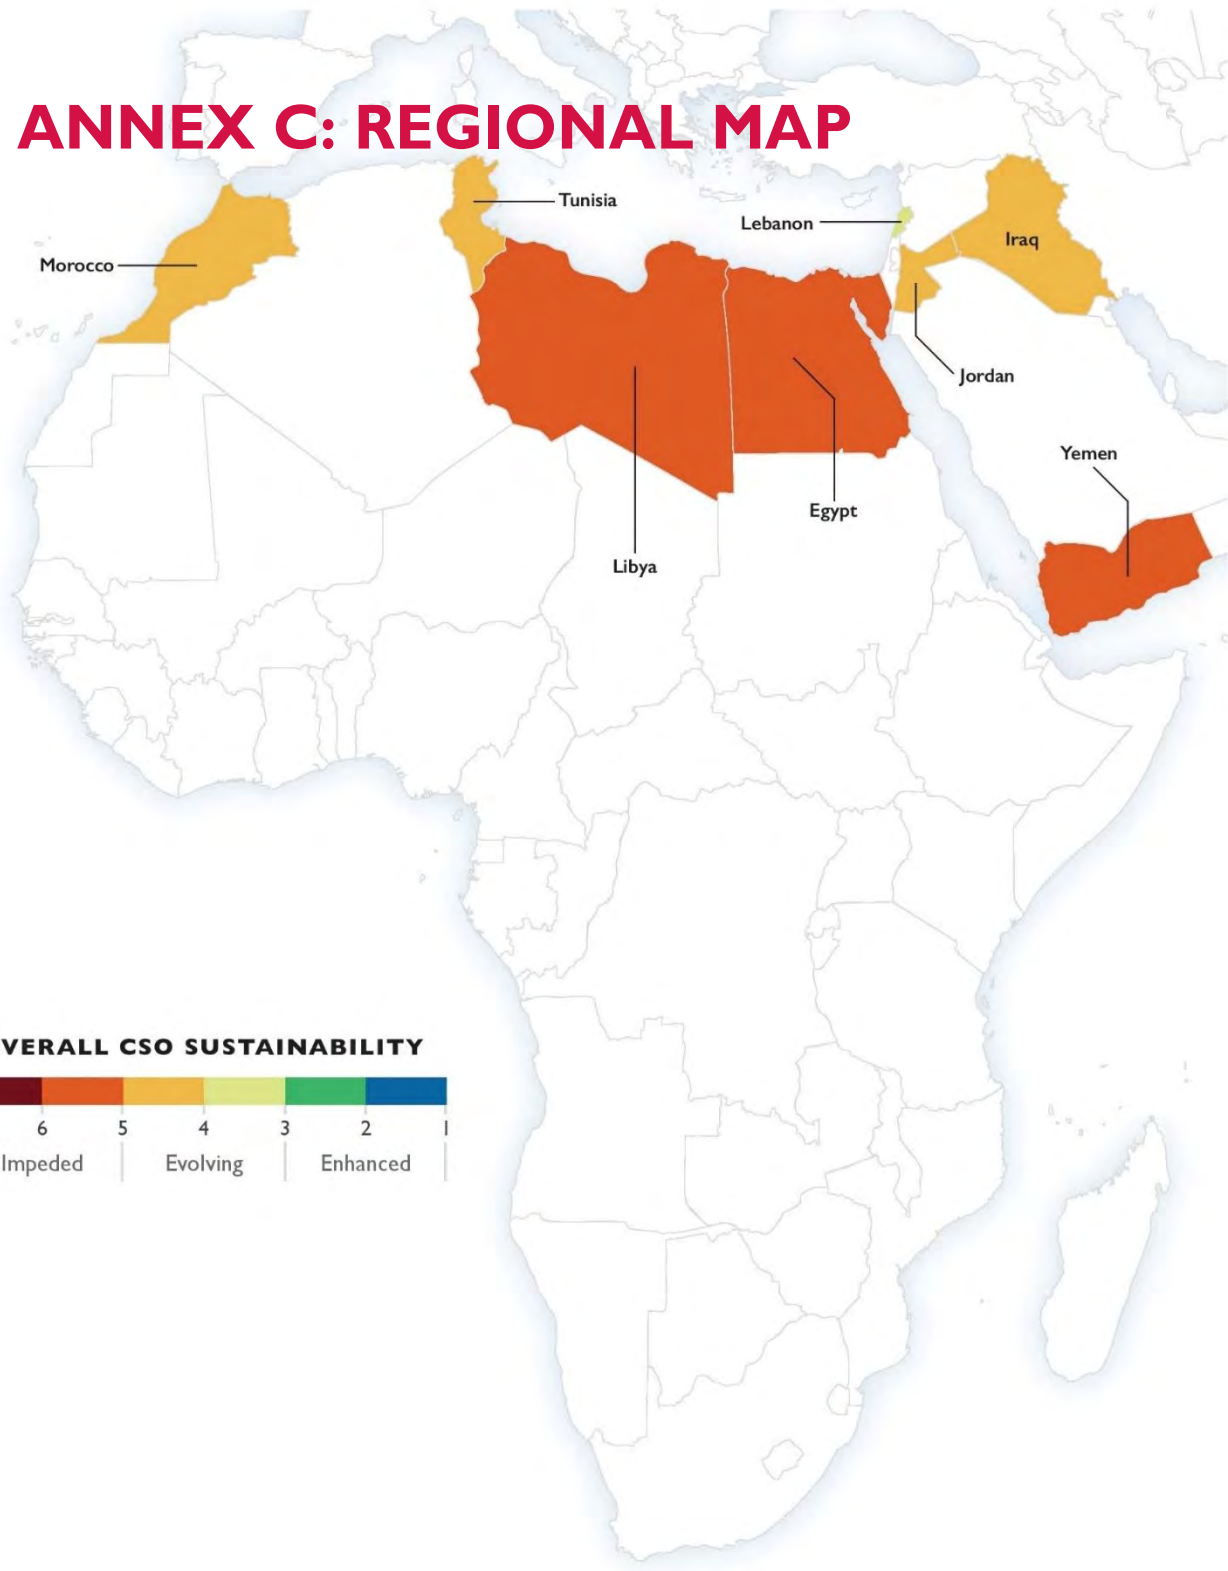 ANNEX C: REGIONAL MAP
Tunisia
Lebanon
Iraq
Morocco
Jordan
Yemen
Egypt
Libya
VERALL CSO SUSTAINABILITY
6 5 4 3 2 1
Impeded Evolving Enhanced